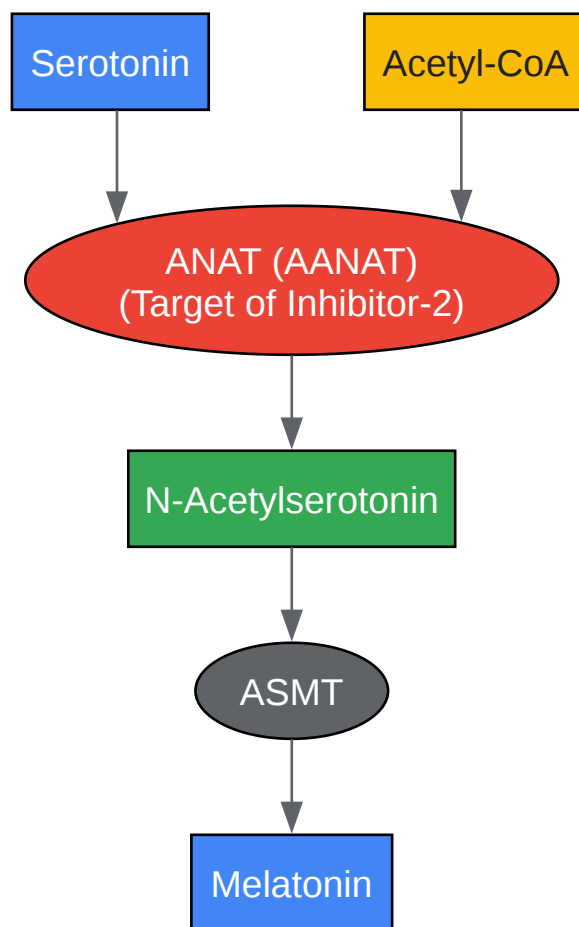 Serotonin
Acetyl-CoA
ANAT (AANAT)
(Target of Inhibitor-2)
N-Acetylserotonin
ASMT
Melatonin